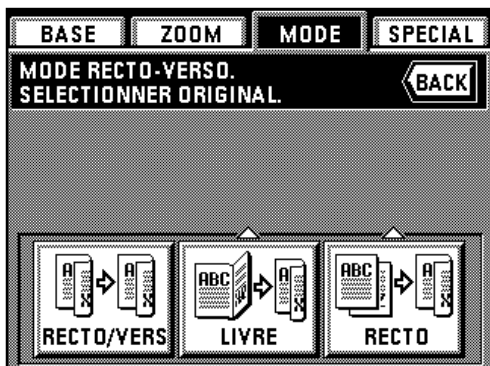 BASE ZOOM MODE SPECIAL
MODE RECTO-VERSO.
SELECTIONNER ORIGINAL.
BACK
A X A X
ABC A X
ABC A X
RECTO/VERS LIVRE RECTO